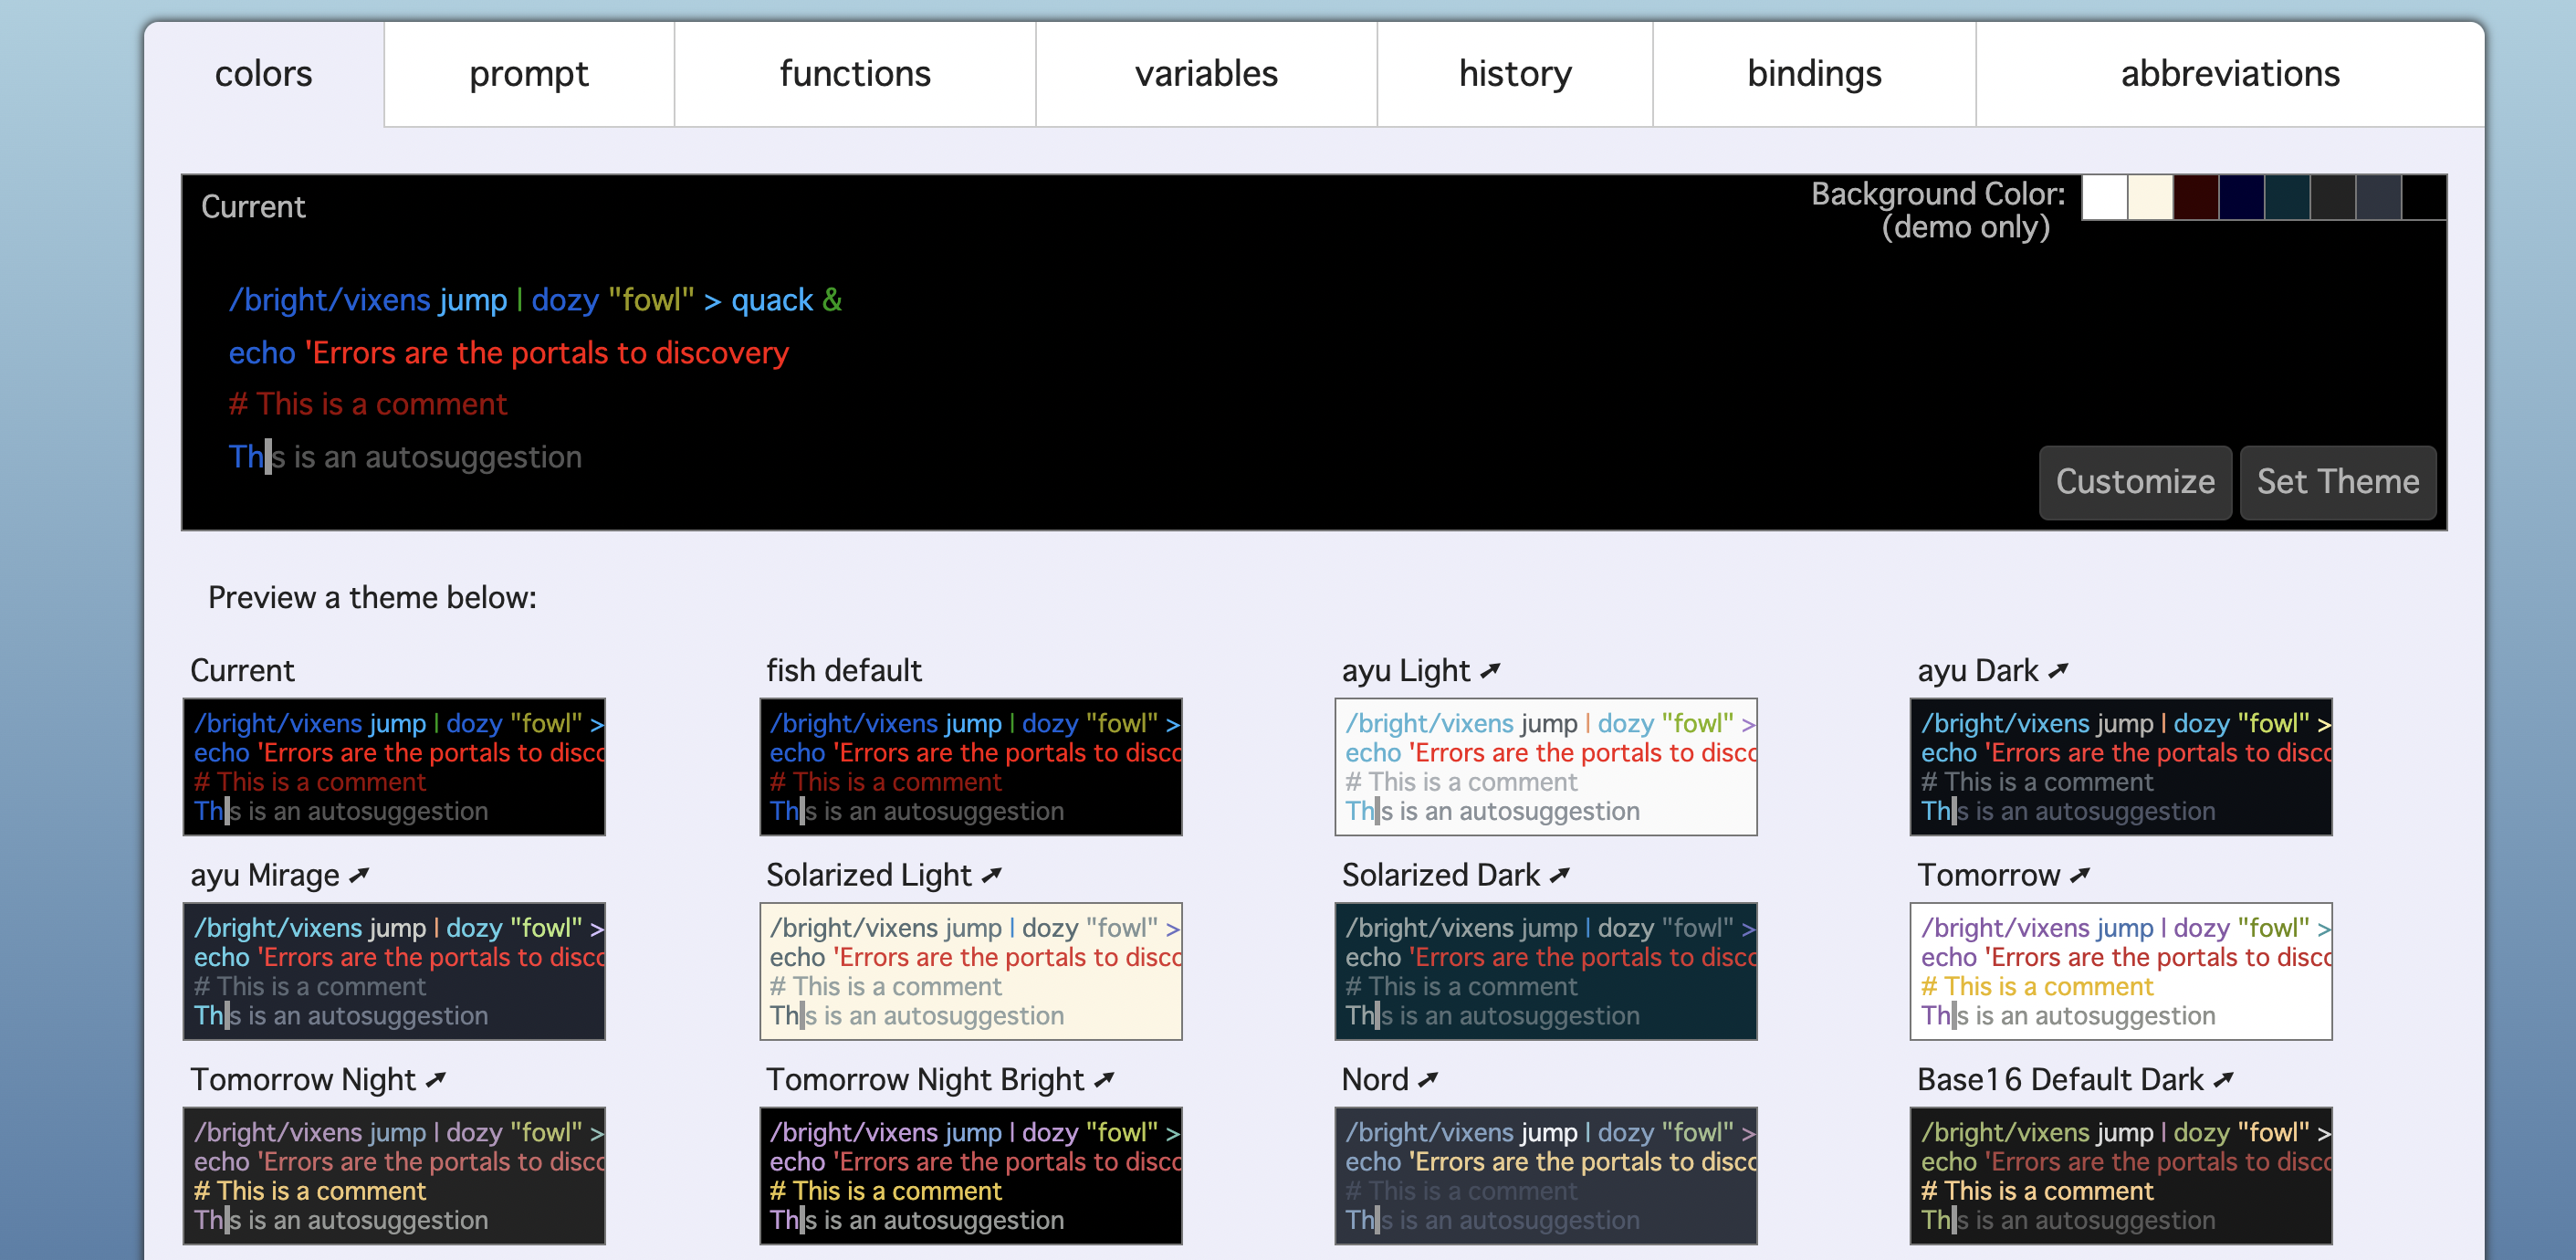 colors prompt functions variables history bindings abbreviations
Current
Background Color:
(demo only)
/bright/vixens jump | dozy "fowl" > quack &
echo 'Errors are the portals to discovery
# This is a comment
Ths is an autosuggestion
Customize Set Theme
Preview a theme below:
Current
/bright/vixens jump | dozy "fowl" >
echo 'Errors are the portals to disco
# This is a comment
Ths is an autosuggestion
fish default
/bright/vixens jump | dozy "fowl" >
echo 'Errors are the portals to disco
# This is a comment
Ths is an autosuggestion
ayu Light ➚
/bright/vixens jump | dozy "fowl" >
echo 'Errors are the portals to disco
# This is a comment
Ths is an autosuggestion
ayu Dark ➚
/bright/vixens jump | dozy "fowl" >
echo 'Errors are the portals to disco
# This is a comment
Ths is an autosuggestion
ayu Mirage ➚
/bright/vixens jump | dozy "fowl" >
echo 'Errors are the portals to disco
# This is a comment
Ths is an autosuggestion
Solarized Light ➚
/bright/vixens jump | dozy "fowl" >
echo 'Errors are the portals to disco
# This is a comment
Ths is an autosuggestion
Solarized Dark ➚
/bright/vixens jump | dozy "fowl" >
echo 'Errors are the portals to disco
# This is a comment
Ths is an autosuggestion
Tomorrow ➚
/bright/vixens jump | dozy "fowl" >
echo 'Errors are the portals to disco
# This is a comment
Ths is an autosuggestion
Tomorrow Night ➚
/bright/vixens jump | dozy "fowl" >
echo 'Errors are the portals to disco
# This is a comment
Ths is an autosuggestion
Tomorrow Night Bright ➚
/bright/vixens jump | dozy "fowl" >
echo 'Errors are the portals to disco
# This is a comment
Ths is an autosuggestion
Nord ➚
/bright/vixens jump | dozy "fowl" >
echo 'Errors are the portals to disco
# This is a comment
Ths is an autosuggestion
Base16 Default Dark ➚
/bright/vixens jump | dozy "fowl" >
echo 'Errors are the portals to disco
# This is a comment
Ths is an autosuggestion